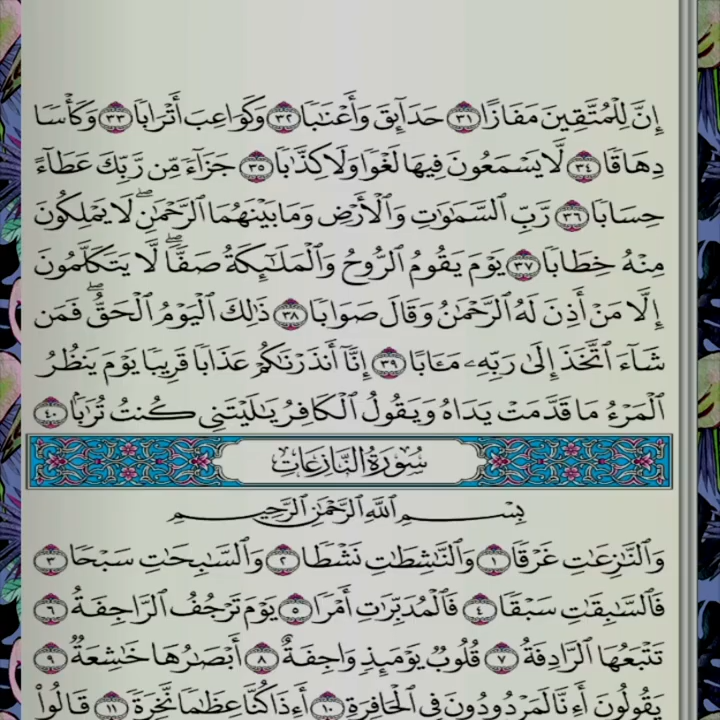 إِنَّ لِلْمُتَّقِينَ مَفَازًا ٣١ حَدَآئِقَ وَأَعْنَٰبًا ٣٢ وَكَوَاعِبَ أَتْرَابًا ٣٣ وَكَأْسًا
دِهَاقًا ٣٤ لَّا يَسْمَعُونَ فِيهَا لَغْوًا وَلَا كِذَّٰبًا ٣٥ جَزَآءً مِّن رَّبِّكَ عَطَآءً
حِسَابًا ٣٦ رَّبِّ ٱلسَّمَٰوَٰتِ وَٱلْأَرْضِ وَمَا بَيْنَهُمَا ٱلرَّحْمَٰنِۖ لَا يَمْلِكُونَ
مِنْهُ خِطَابًا ٣٧ يَوْمَ يَقُومُ ٱلرُّوحُ وَٱلْمَلَٰٓئِكَةُ صَفًّاۖ لَّا يَتَكَلَّمُونَ
إِلَّا مَنْ أَذِنَ لَهُ ٱلرَّحْمَٰنُ وَقَالَ صَوَابًا ٣٨ ذَٰلِكَ ٱلْيَوْمُ ٱلْحَقُّۖ فَمَن
شَآءَ ٱتَّخَذَ إِلَىٰ رَبِّهِۦ مَـَٔابًا ٣٩ إِنَّآ أَنذَرْنَٰكُمْ عَذَابًا قَرِيبًا يَوْمَ يَنظُرُ
ٱلْمَرْءُ مَا قَدَّمَتْ يَدَاهُ وَيَقُولُ ٱلْكَافِرُ يَٰلَيْتَنِي كُنتُ تُرَٰبًۢا ٤٠
سُورَةُ النَّازِعَاتِ
بِسْمِ ٱللَّهِ ٱلرَّحْمَٰنِ ٱلرَّحِيمِ
وَٱلنَّٰزِعَٰتِ غَرْقًا ١ وَٱلنَّٰشِطَٰتِ نَشْطًا ٢ وَٱلسَّٰبِحَٰتِ سَبْحًا ٣
فَٱلسَّٰبِقَٰتِ سَبْقًا ٤ فَٱلْمُدَبِّرَٰتِ أَمْرًا ٥ يَوْمَ تَرْجُفُ ٱلرَّاجِفَةُ ٦
تَتْبَعُهَا ٱلرَّادِفَةُ ٧ قُلُوبٌ يَوْمَئِذٍ وَاجِفَةٌ ٨ أَبْصَٰرُهَا خَٰشِعَةٌ ٩
يَقُولُونَ أَءِنَّا لَمَرْدُودُونَ فِي ٱلْحَافِرَةِ ١٠ أَءِذَا كُنَّا عِظَٰمًا نَّخِرَةً ١١ قَالُوا۟